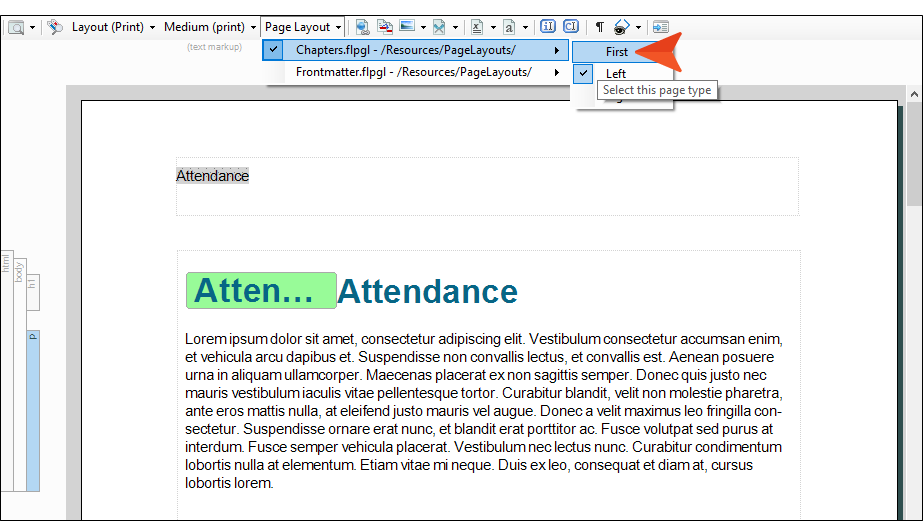 Layout (Print) Medium (print) Page Layout a ¶
(text markup)
Chapters.flpgl - /Resources/PageLayouts/ First
Frontmatter.flpgl - /Resources/PageLayouts/ Left
Select this page type
Attendance
Atten... Attendance
html
body
h1
p
Lorem ipsum dolor sit amet, consectetur adipiscing elit. Vestibulum consectetur accumsan enim,
et vehicula arcu dapibus et. Suspendisse non convallis lectus, et convallis est. Aenean posuere
urna in aliquam ullamcorper. Maecenas placerat ex non sagittis semper. Donec quis justo nec
mauris vestibulum iaculis vitae pellentesque tortor. Curabitur blandit, velit non molestie pharetra,
ante eros mattis nulla, at eleifend justo mauris vel augue. Donec a velit maximus leo fringilla con-
sectetur. Suspendisse ornare erat nunc, et blandit erat porttitor ac. Fusce volutpat sed purus at
interdum. Fusce semper vehicula placerat. Vestibulum nec lectus nunc. Curabitur condimentum
lobortis nulla at elementum. Etiam vitae mi neque. Duis ex leo, consequat et diam at, cursus
lobortis lorem.